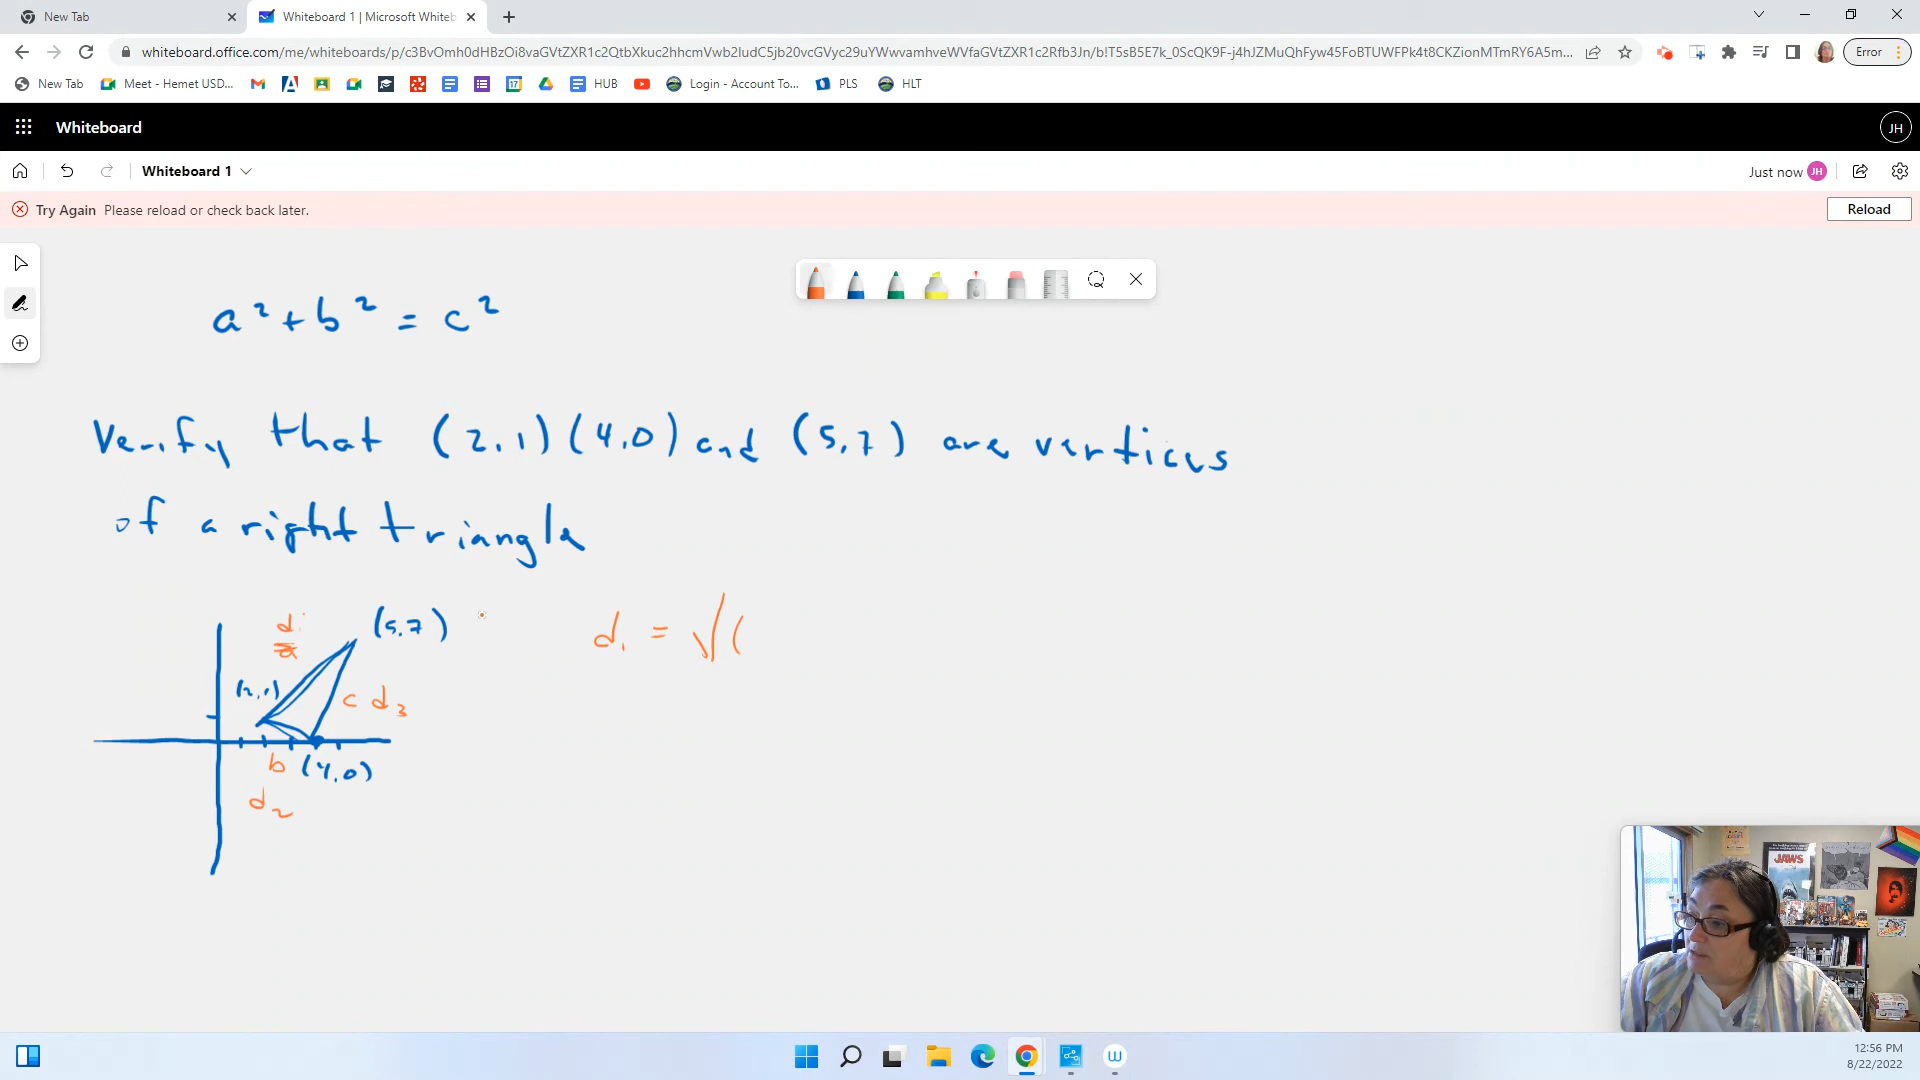 New Tab
Whiteboard 1 | Microsoft Whiteb
whiteboard.office.com/me/whiteboards/p/c3BvOmh0dHBzOi8vaGVtZXR1c2QtbXkuc2hhcmVwb2ludC5jb20vcGVyc29uYWwvamhveWVfaGVtZXR1c2Rfb3Jn/b!T5sB5E7k_0ScQK9F-j4hJZMuQhFyw45FoBTUWFPk4t8CKZionMTmRY6A5m...
Error
New Tab
Meet - Hemet USD...
HUB
Login - Account To...
PLS
HLT
Whiteboard
JH
Whiteboard 1
Just now JH
Try Again Please reload or check back later.
Reload
a² + b² = c²
Verify that (2,1) (4,0) and (5,7) are vertices
of a right triangle
d
(5,7)
d₁ = √(
(2,1)
c d₃
b (4,0)
d₂
JAWS
12:56 PM
8/22/2022